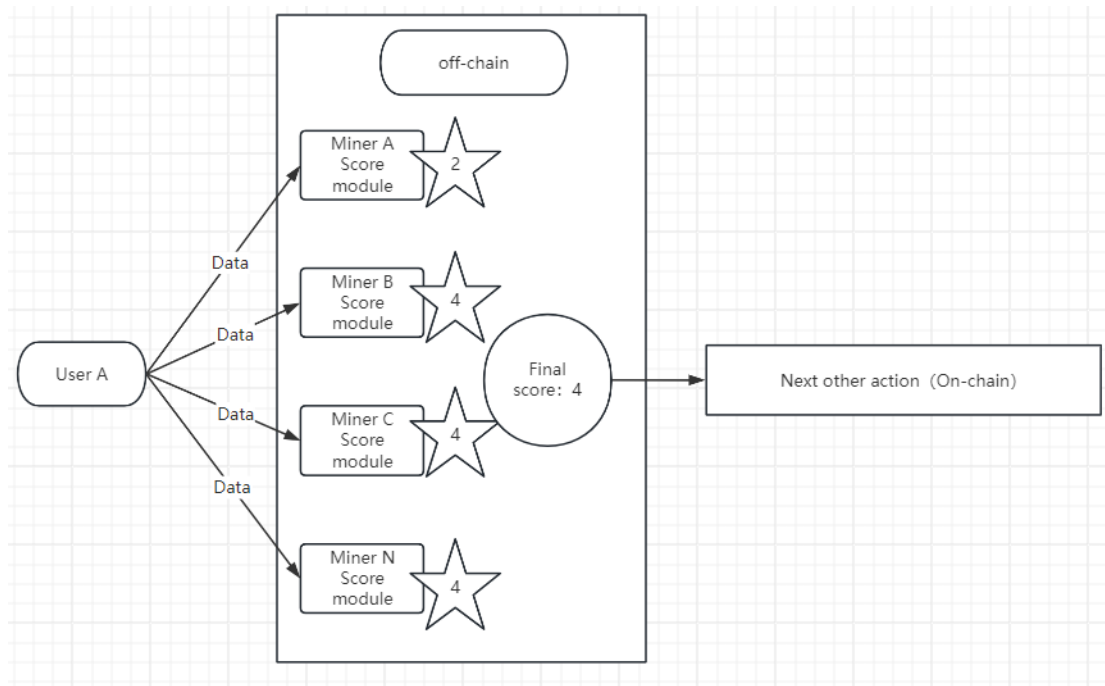 off-chain
Miner A
Score
module
2
Data
Miner B
Score
module
4
Data
User A
Final
score：4
Next other action（On-chain）
Data
Miner C
Score
module
4
Data
Miner N
Score
module
4